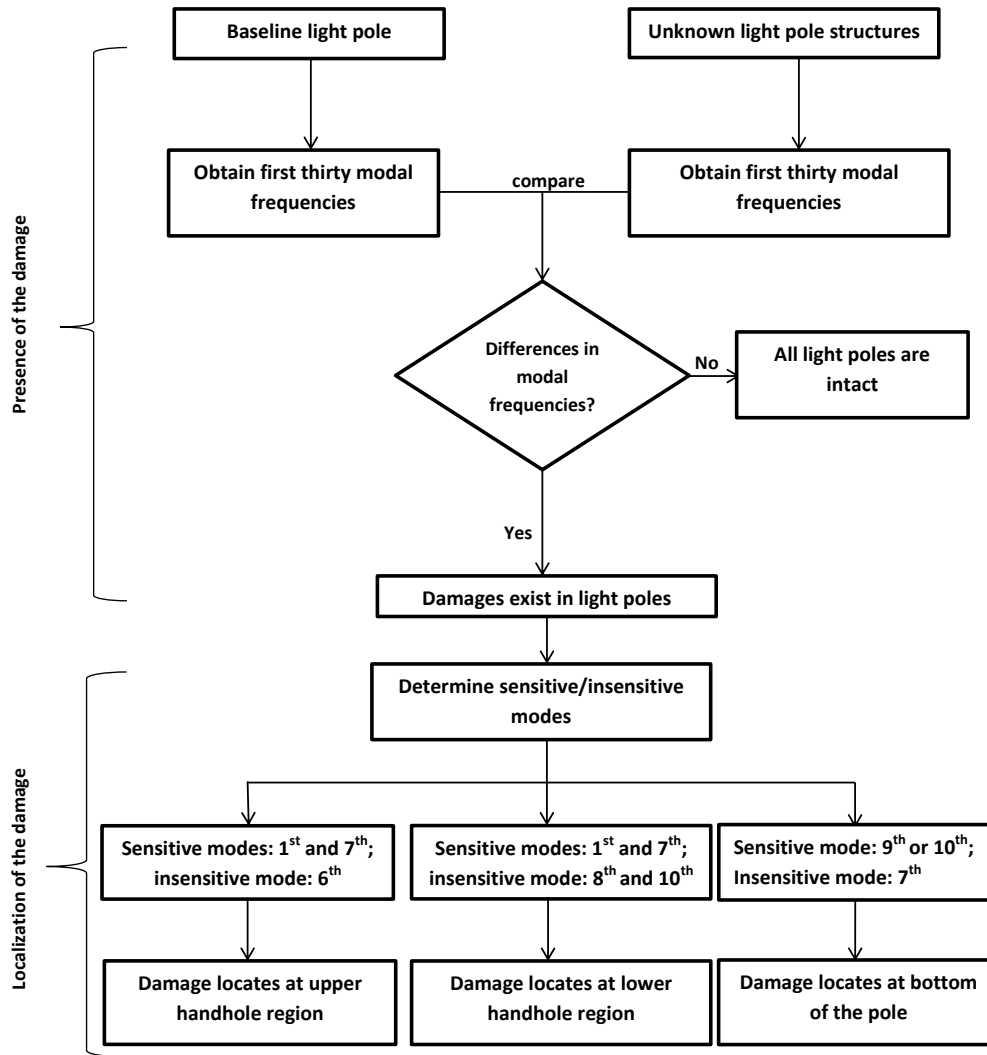 Baseline light pole
Unknown light pole structures
Obtain first thirty modal
frequencies
compare
Obtain first thirty modal
frequencies
Presence of the damage
Differences in
modal
frequencies?
No
All light poles are
intact
Yes
Damages exist in light poles
Determine sensitive/insensitive
modes
Localization of the damage
Sensitive modes: 1st and 7th;
insensitive mode: 6th
Sensitive modes: 1st and 7th;
insensitive mode: 8th and 10th
Sensitive mode: 9th or 10th;
Insensitive mode: 7th
Damage locates at upper
handhole region
Damage locates at lower
handhole region
Damage locates at bottom
of the pole